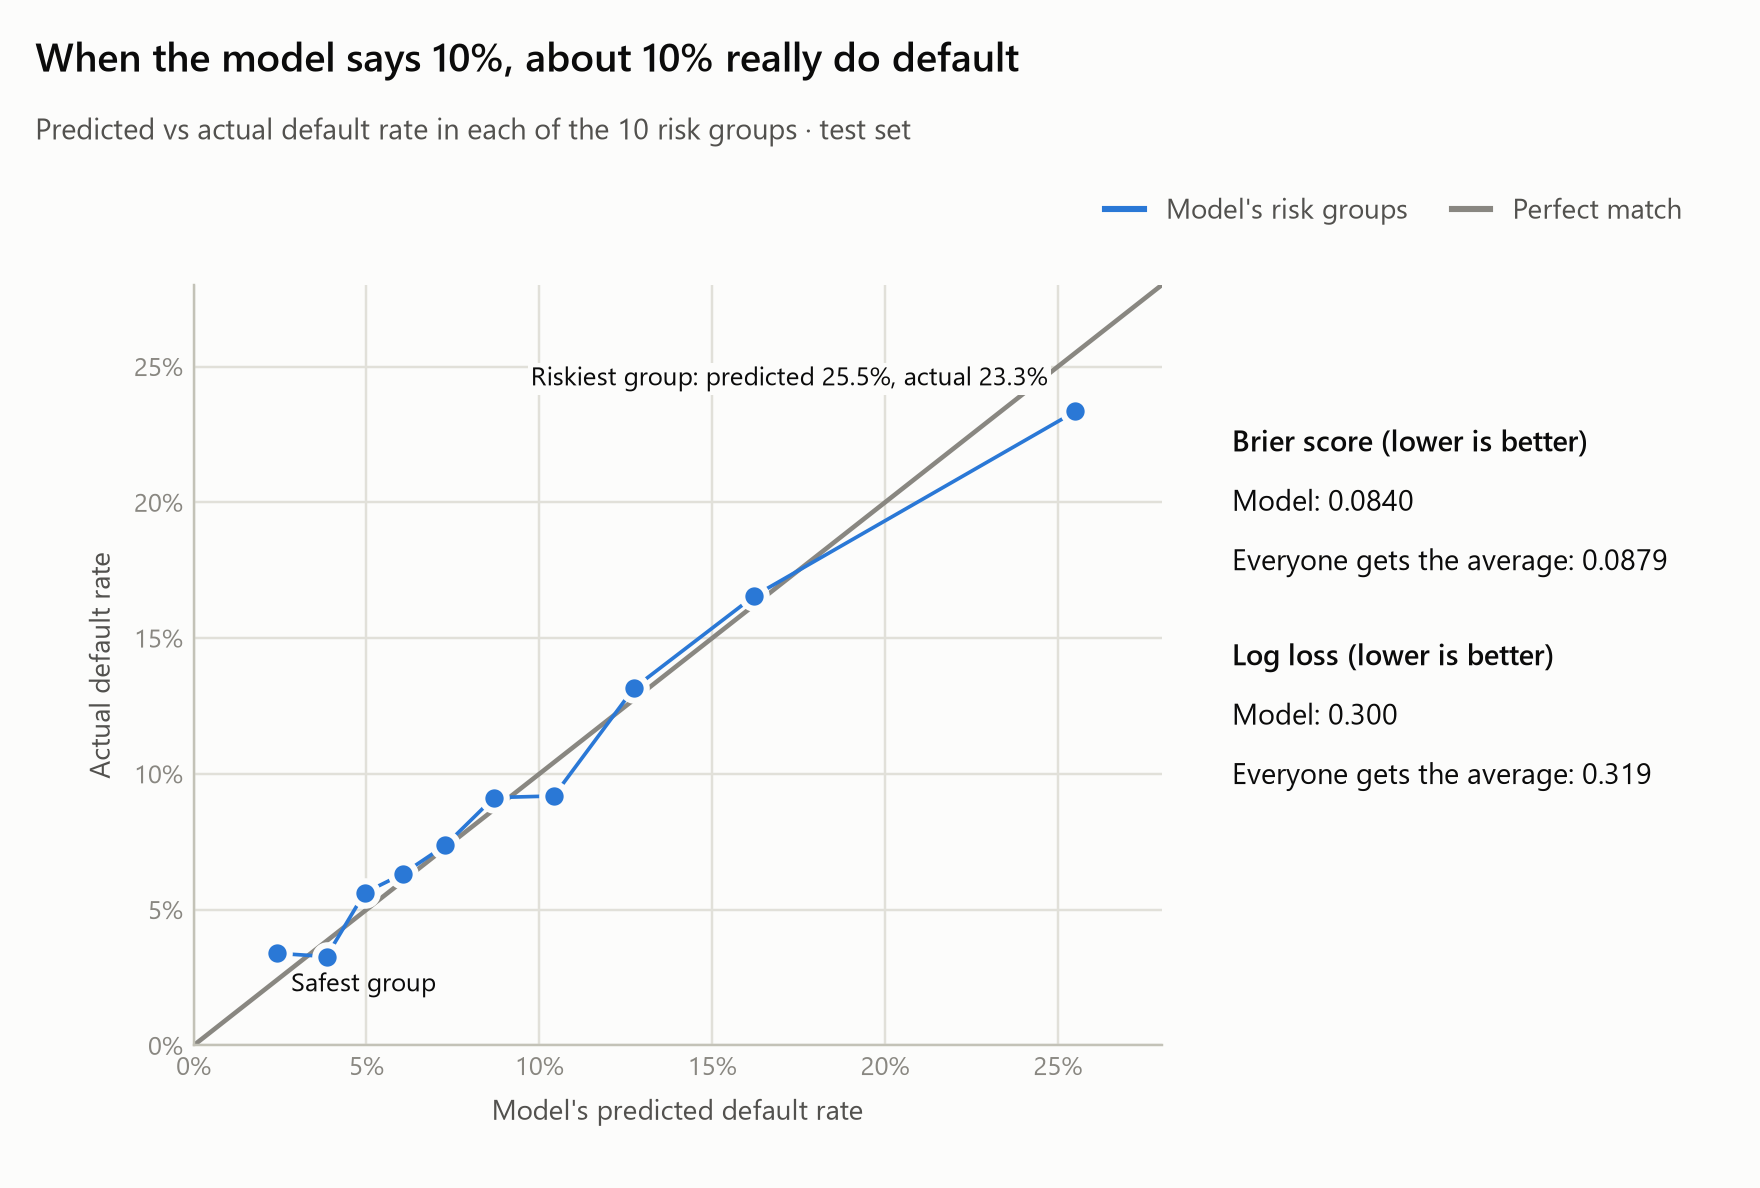 When the model says 10%, about 10% really do default
Predicted vs actual default rate in each of the 10 risk groups · test set
Model's risk groups
Perfect match
25%
20%
15%
10%
5%
0%
Actual default rate
Riskiest group: predicted 25.5%, actual 23.3%
Safest group
0%
5%
10%
15%
20%
25%
Model's predicted default rate
Brier score (lower is better)
Model: 0.0840
Everyone gets the average: 0.0879
Log loss (lower is better)
Model: 0.300
Everyone gets the average: 0.319